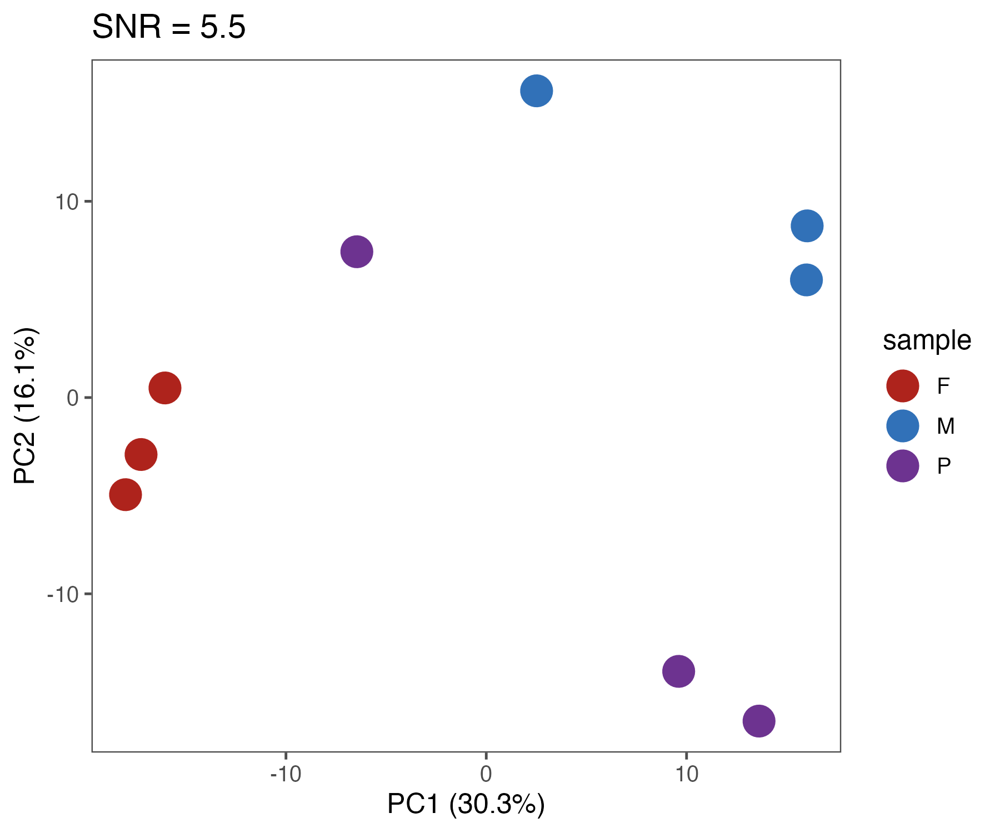 SNR = 5.5
10
0
-10
PC2 (16.1%)
-10
0
10
PC1 (30.3%)
sample
F
M
P